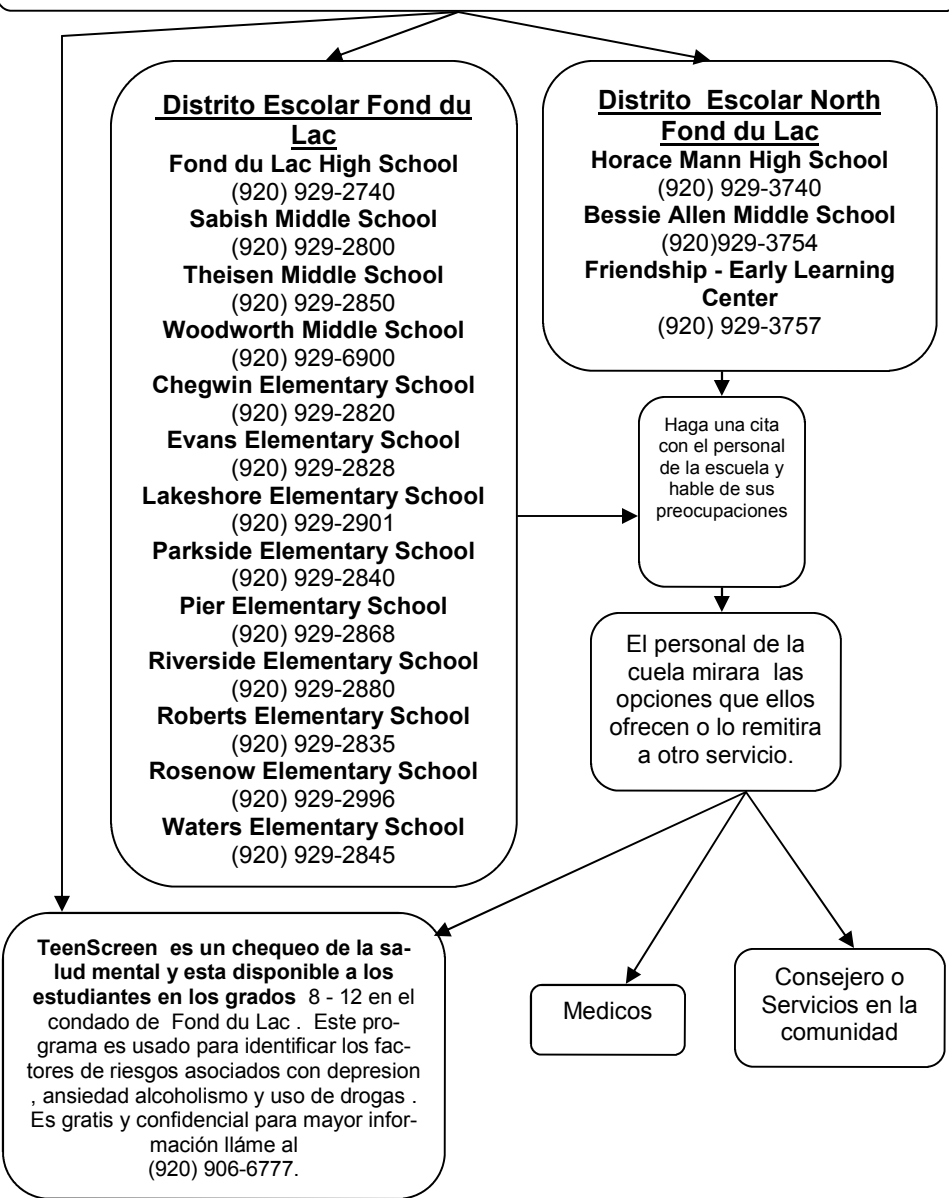 Distrito Escolar Fond du
Lac
Fond du Lac High School
(920) 929-2740
Sabish Middle School
(920) 929-2800
Theisen Middle School
(920) 929-2850
Woodworth Middle School
(920) 929-6900
Chegwin Elementary School
(920) 929-2820
Evans Elementary School
(920) 929-2828
Lakeshore Elementary School
(920) 929-2901
Parkside Elementary School
(920) 929-2840
Pier Elementary School
(920) 929-2868
Riverside Elementary School
(920) 929-2880
Roberts Elementary School
(920) 929-2835
Rosenow Elementary School
(920) 929-2996
Waters Elementary School
(920) 929-2845
Distrito Escolar North
Fond du Lac
Horace Mann High School
(920) 929-3740
Bessie Allen Middle School
(920)929-3754
Friendship - Early Learning
Center
(920) 929-3757
Haga una cita
con el personal
de la escuela y
hable de sus
preocupaciones
El personal de la
cuela mirara las
opciones que ellos
ofrecen o lo remitira
a otro servicio.
TeenScreen es un chequeo de la sa-
lud mental y esta disponible a los
estudiantes en los grados 8 - 12 en el
condado de Fond du Lac . Este pro-
grama es usado para identificar los fac-
tores de riesgos asociados con depresion
, ansiedad alcoholismo y uso de drogas .
Es gratis y confidencial para mayor infor-
mación lláme al
(920) 906-6777.
Medicos
Consejero o
Servicios en la
comunidad